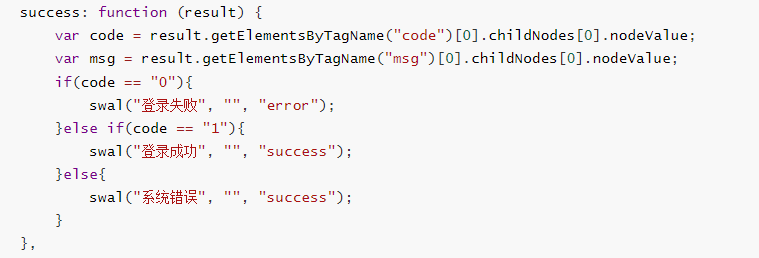 success: function (result) {
var code = result.getElementsByTagName("code")[0].childNodes[0].nodeValue;
var msg = result.getElementsByTagName("msg")[0].childNodes[0].nodeValue;
if(code == "0"){
swal("登录失败", "", "error");
}else if(code == "1"){
swal("登录成功", "", "success");
}else{
swal("系统错误", "", "success");
}
},